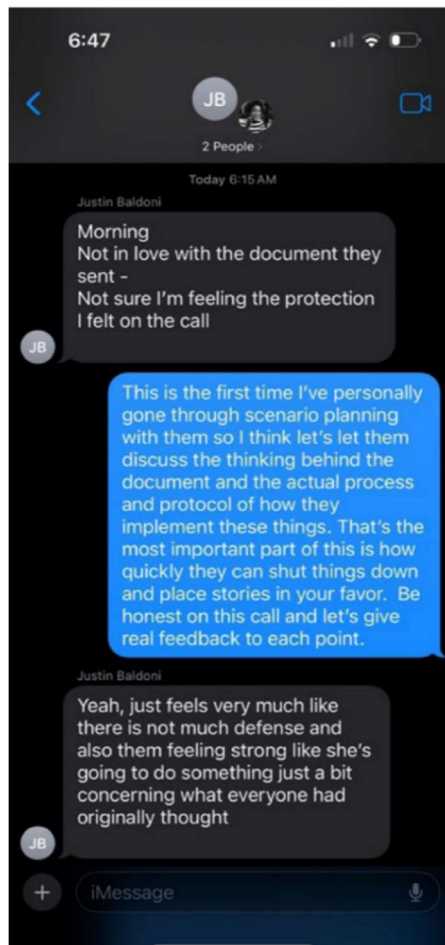 6:47
JB
2 People >
Today 6:15 AM
Justin Baldoni
Morning
Not in love with the document they
sent -
Not sure I'm feeling the protection
I felt on the call
JB
This is the first time I've personally
gone through scenario planning
with them so I think let's let them
discuss the thinking behind the
document and the actual process
and protocol of how they
implement these things. That's the
most important part of this is how
quickly they can shut things down
and place stories in your favor.  Be
honest on this call and let's give
real feedback to each point.
Justin Baldoni
Yeah, just feels very much like
there is not much defense and
also them feeling strong like she's
going to do something just a bit
concerning what everyone had
originally thought
JB
iMessage